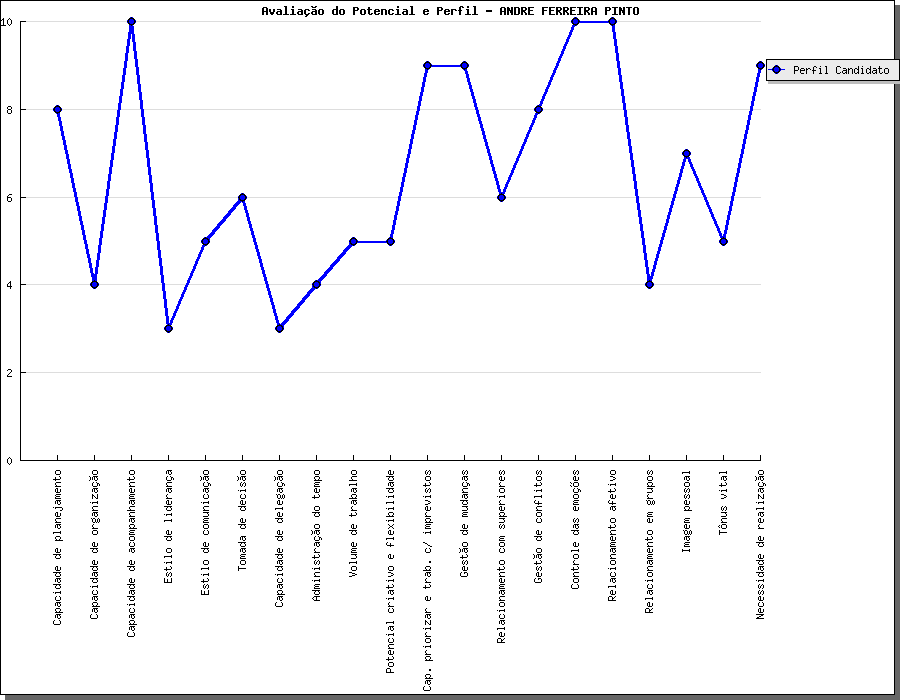 Avaliação do Potencial e Perfil - ANDRE FERREIRA PINTO
10
8
6
4
2
0
Perfil Candidato
Capacidade de planejamento
Capacidade de organização
Capacidade de acompanhamento
Estilo de liderança
Estilo de comunicação
Tomada de decisão
Capacidade de delegação
Administração do tempo
Volume de trabalho
Potencial criativo e flexibilidade
Cap. priorizar e trab. c/ imprevistos
Gestão de mudanças
Relacionamento com superiores
Gestão de conflitos
Controle das emoções
Relacionamento afetivo
Relacionamento em grupos
Imagem pessoal
Tônus vital
Necessidade de realização